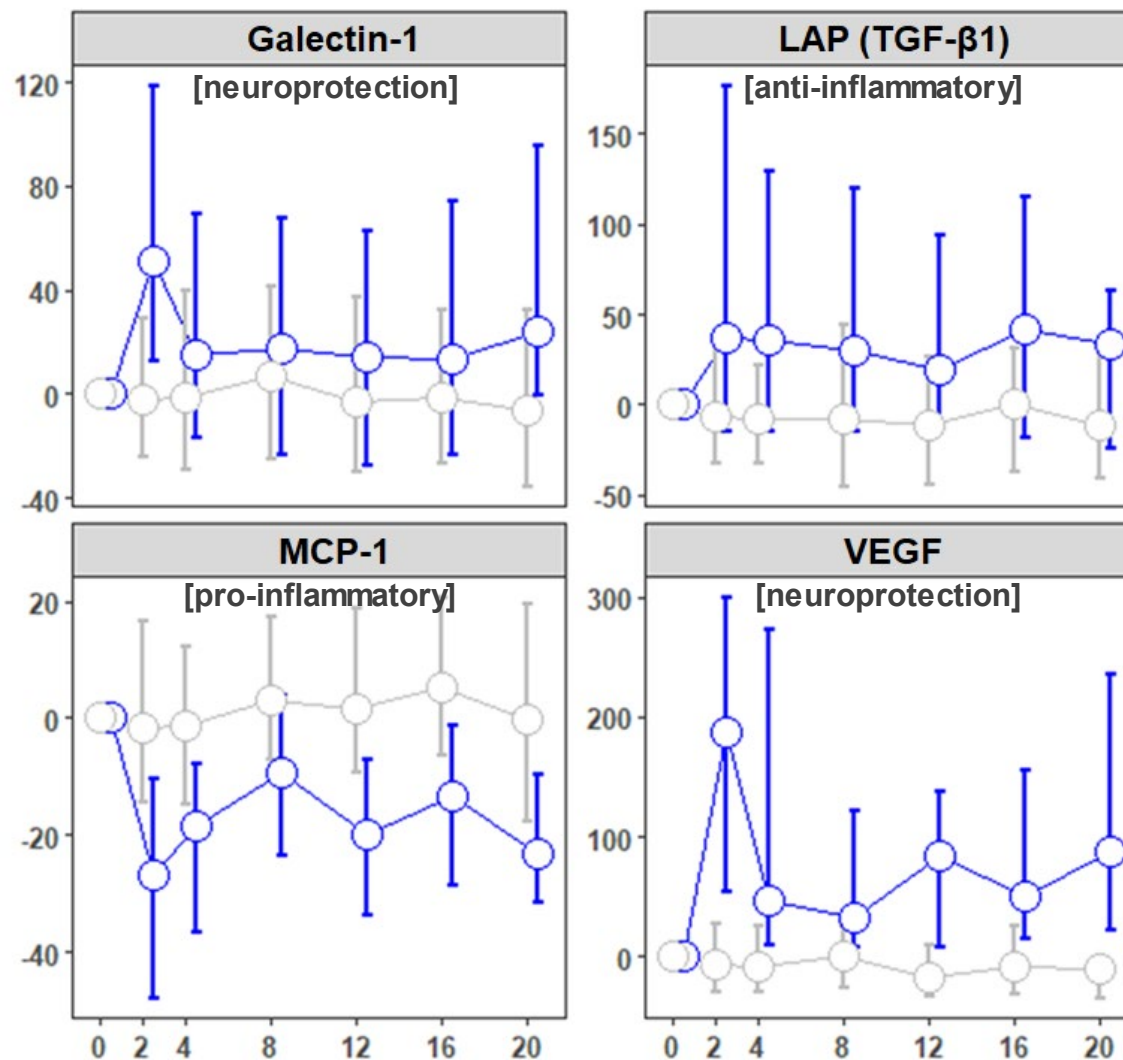 Galectin-1
[neuroprotection]
120
80
40
0
-40
LAP (TGF-β1)
[anti-inflammatory]
150
100
50
0
-50
MCP-1
[pro-inflammatory]
20
0
-20
-40
0 2 4 8 12 16 20
VEGF
[neuroprotection]
300
200
100
0
0 2 4 8 12 16 20